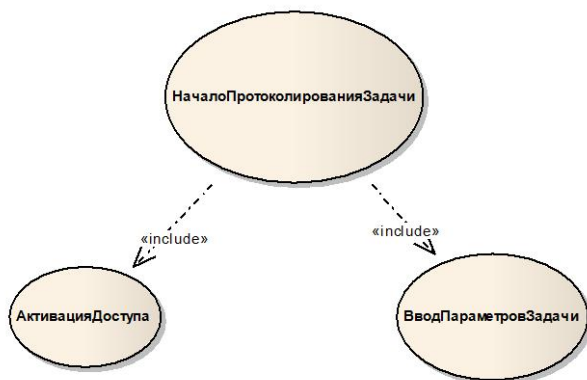 НачалоПротоколированияЗадачи
«include»
«include»
АктивацияДоступа
ВводПараметровЗадачи